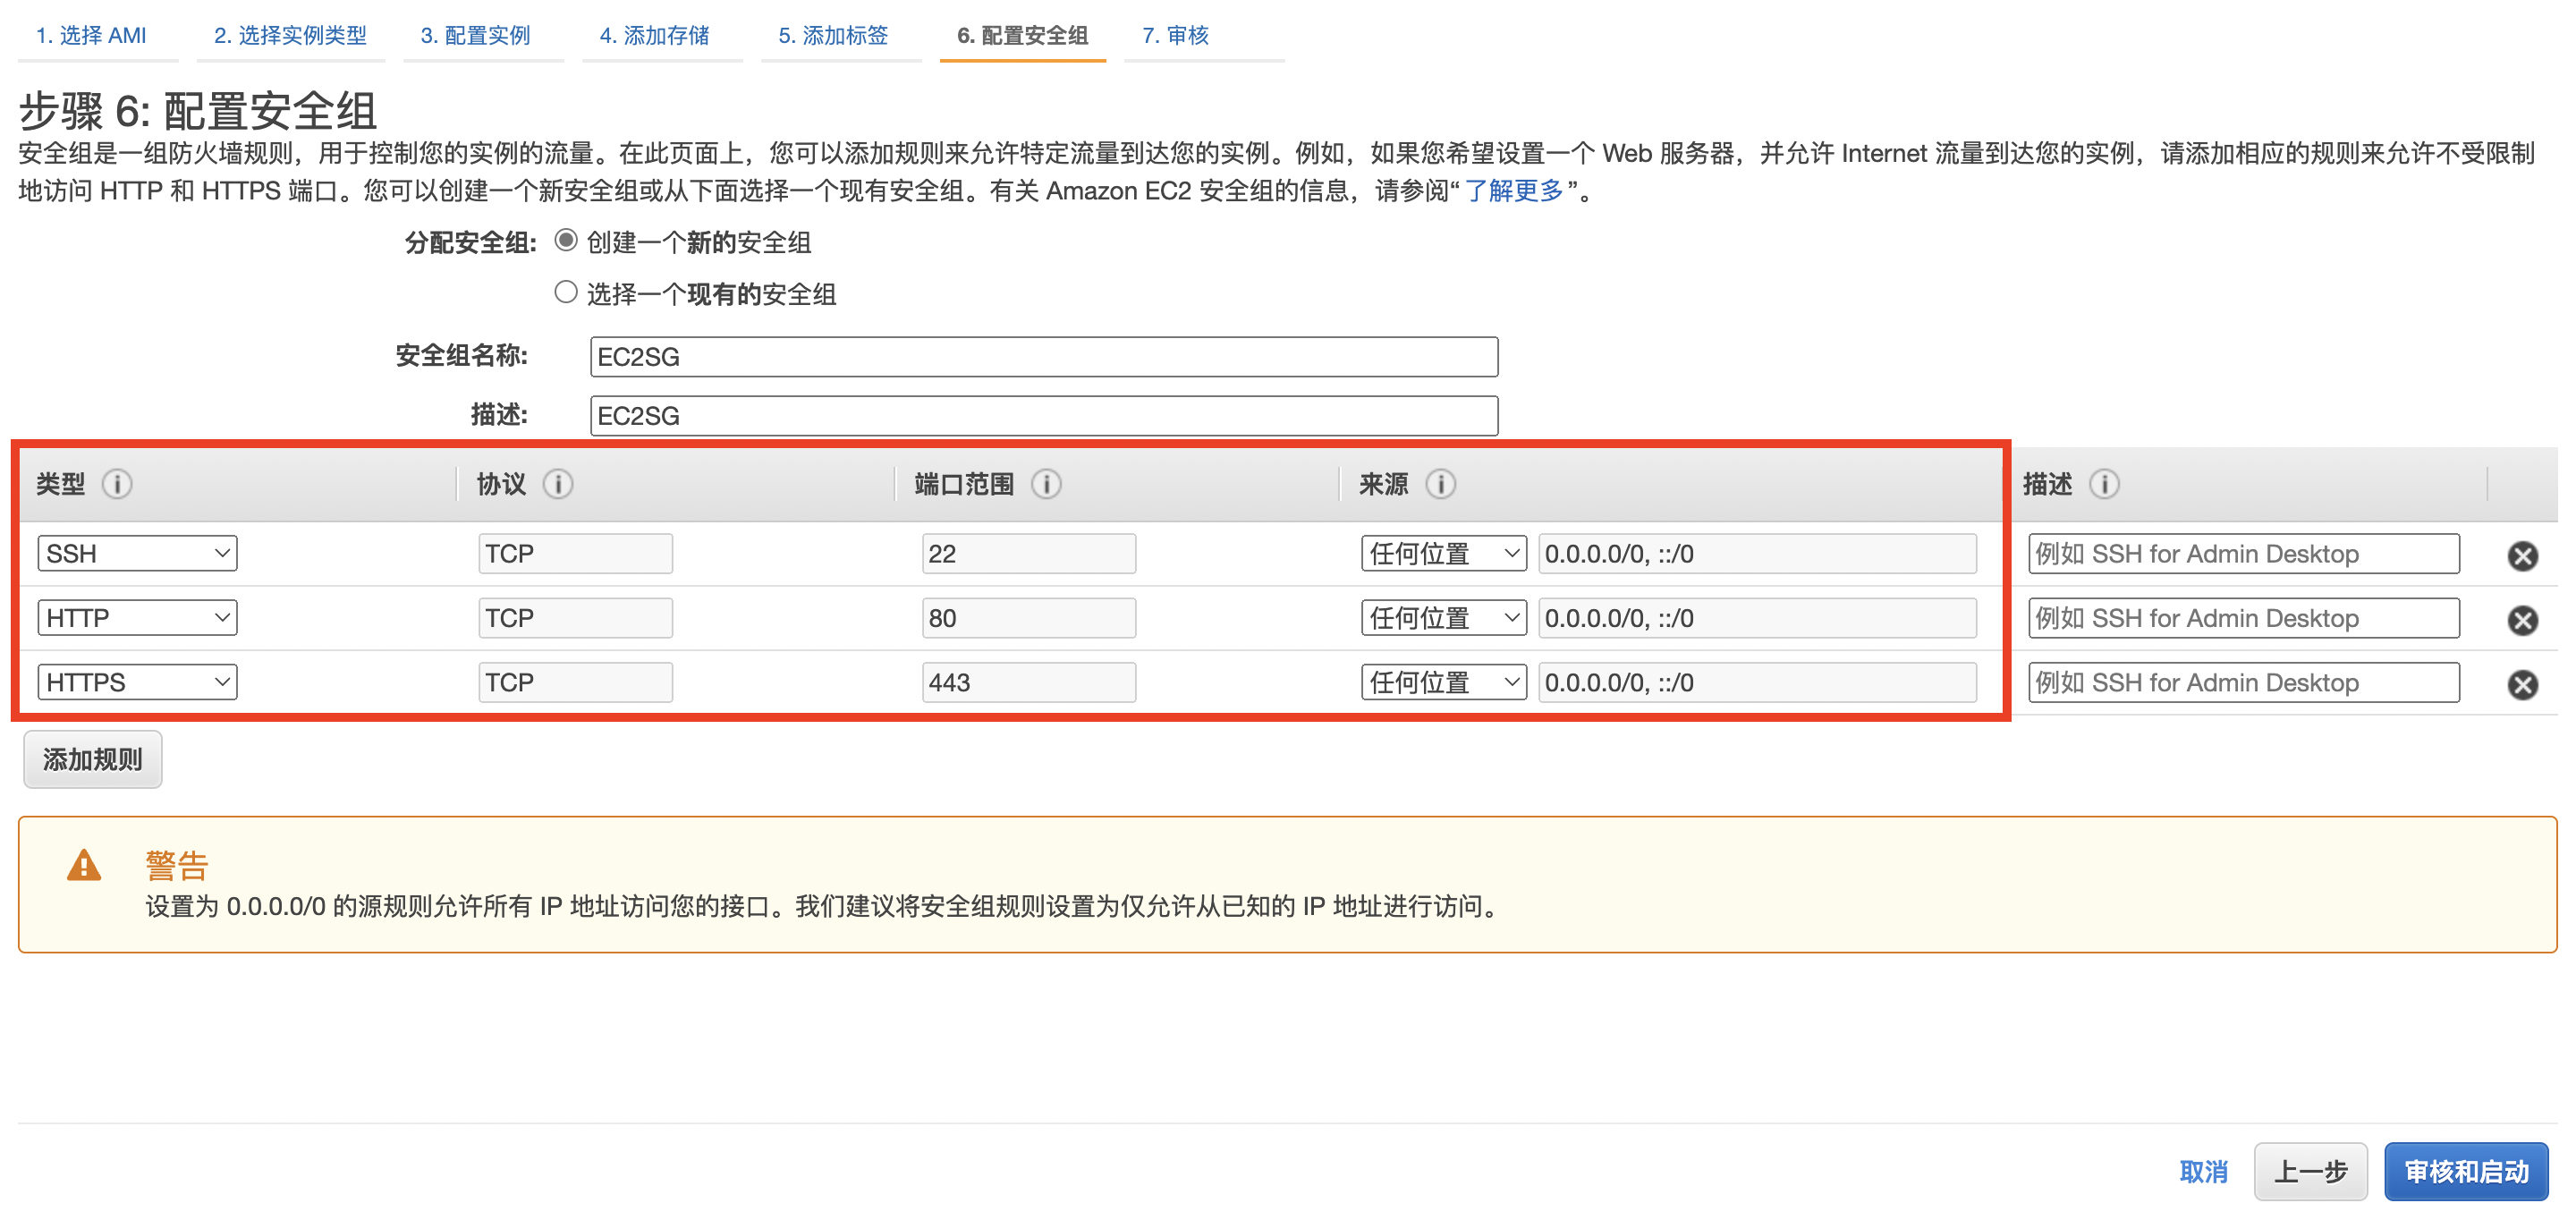 1. 选择 AMI 2. 选择实例类型 3. 配置实例 4. 添加存储 5. 添加标签 6. 配置安全组 7. 审核
步骤 6: 配置安全组
安全组是一组防火墙规则，用于控制您的实例的流量。在此页面上，您可以添加规则来允许特定流量到达您的实例。例如，如果您希望设置一个 Web 服务器，并允许 Internet 流量到达您的实例，请添加相应的规则来允许不受限制
地访问 HTTP 和 HTTPS 端口。您可以创建一个新安全组或从下面选择一个现有安全组。有关 Amazon EC2 安全组的信息，请参阅“了解更多”。
分配安全组: 创建一个新的安全组
选择一个现有的安全组
安全组名称: EC2SG
描述: EC2SG
类型 i 协议 i 端口范围 i 来源 i 描述 i
SSH TCP 22 任何位置 0.0.0.0/0, ::/0 例如 SSH for Admin Desktop
HTTP TCP 80 任何位置 0.0.0.0/0, ::/0 例如 SSH for Admin Desktop
HTTPS TCP 443 任何位置 0.0.0.0/0, ::/0 例如 SSH for Admin Desktop
添加规则
警告
设置为 0.0.0.0/0 的源规则允许所有 IP 地址访问您的接口。我们建议将安全组规则设置为仅允许从已知的 IP 地址进行访问。
取消 上一步 审核和启动